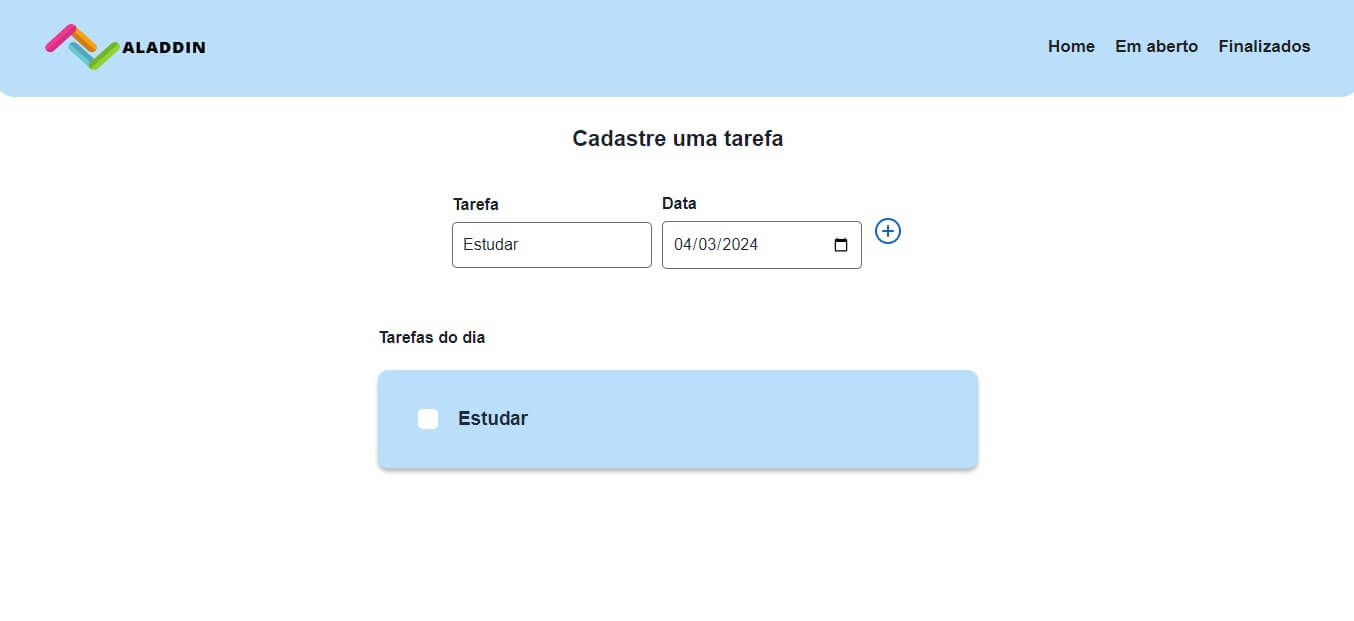 ALADDIN
Home Em aberto Finalizados
Cadastre uma tarefa
Tarefa Data
Estudar 04/03/2024
Tarefas do dia
Estudar